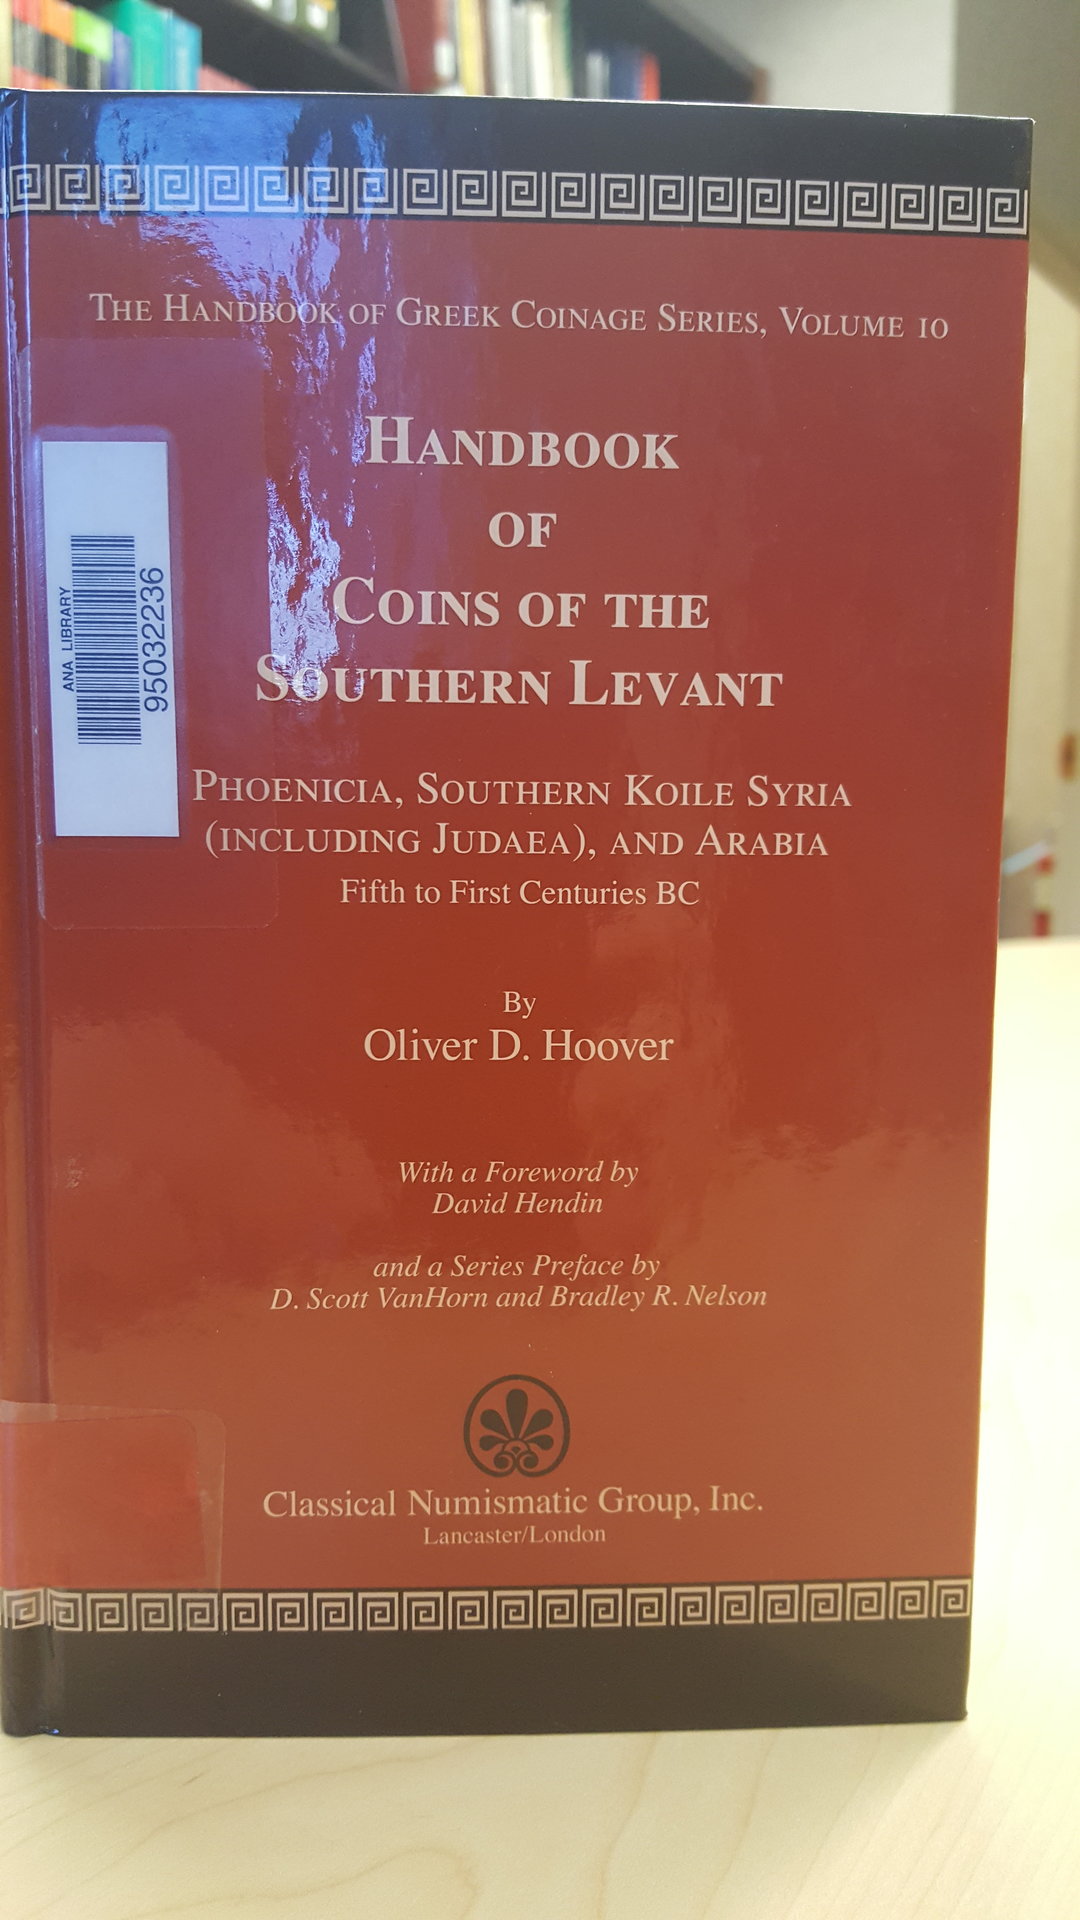 The Handbook of Greek Coinage Series, Volume 10
Handbook
of
Coins of the
Southern Levant
Phoenicia, Southern Koile Syria
(including Judaea), and Arabia
Fifth to First Centuries BC
By
Oliver D. Hoover
With a Foreword by
David Hendin
and a Series Preface by
D. Scott VanHorn and Bradley R. Nelson
Classical Numismatic Group, Inc.
Lancaster/London
ANA LIBRARY
95032236